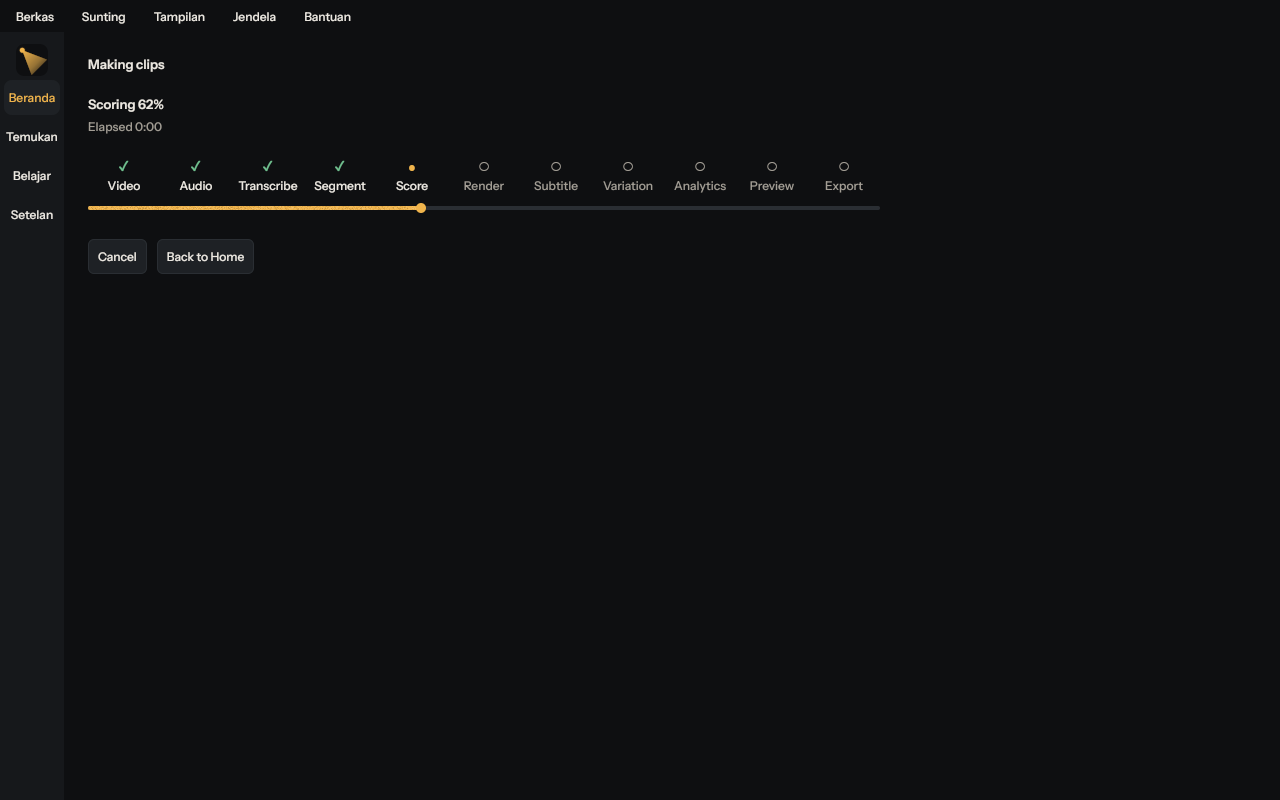 Berkas Sunting Tampilan Jendela Bantuan
Beranda
Temukan
Belajar
Setelan
Making clips
Scoring 62%
Elapsed 0:00
Video Audio Transcribe Segment Score Render Subtitle Variation Analytics Preview Export
Cancel Back to Home